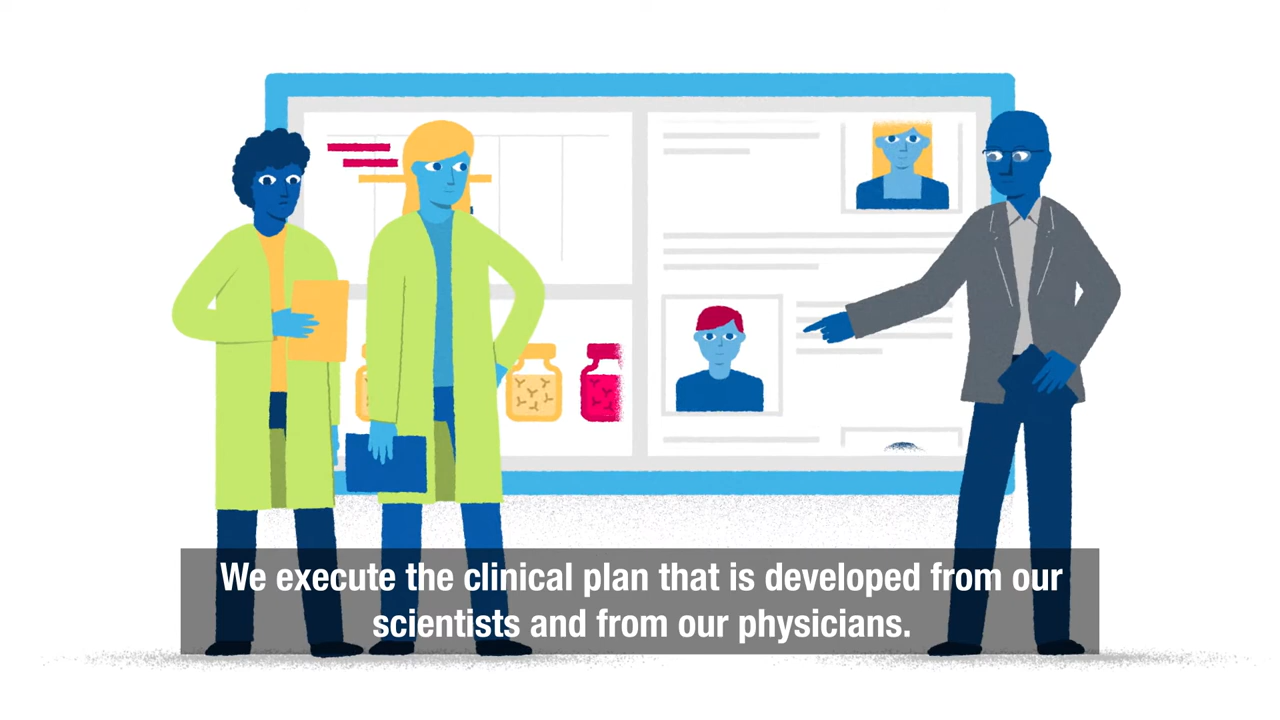 We execute the clinical plan that is developed from our
scientists and from our physicians.